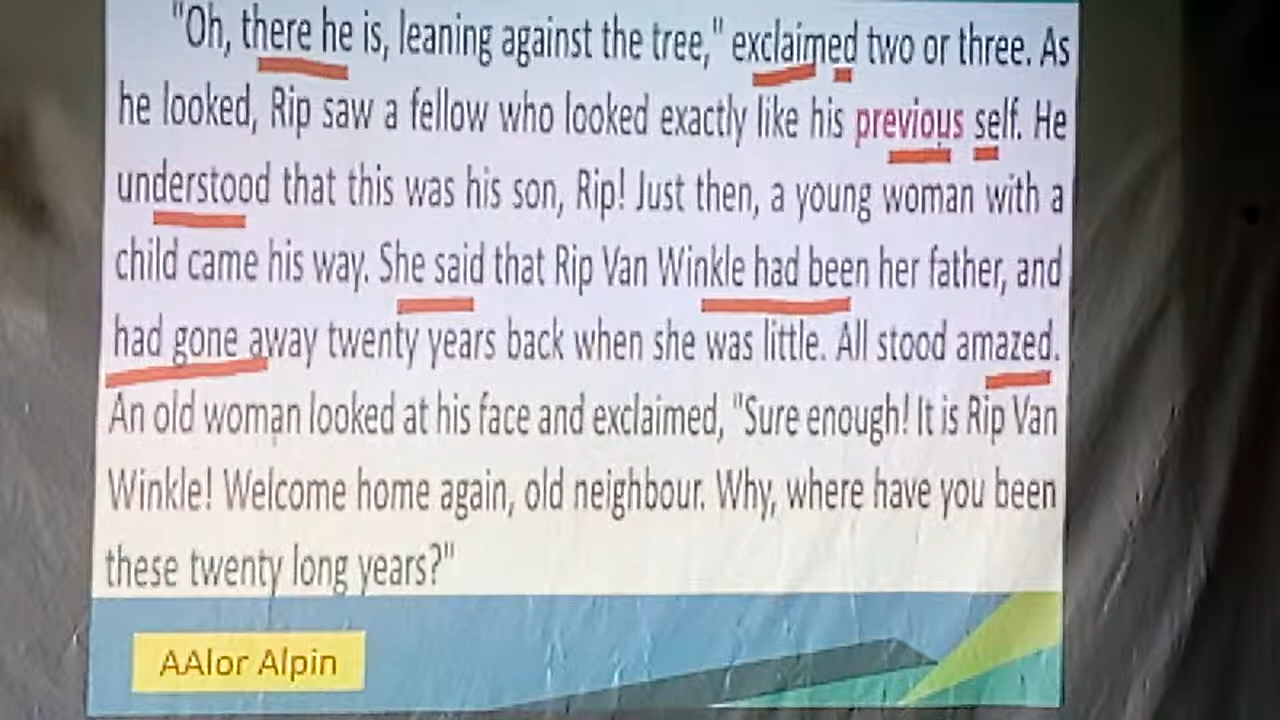 "Oh, there he is, leaning against the tree," exclaimed two or three. As
he looked, Rip saw a fellow who looked exactly like his previous self. He
understood that this was his son, Rip! Just then, a young woman with a
child came his way. She said that Rip Van Winkle had been her father, and
had gone away twenty years back when she was little. All stood amazed.
An old woman looked at his face and exclaimed, "Sure enough! It is Rip Van
Winkle! Welcome home again, old neighbour. Why, where have you been
these twenty long years?"
AAlor Alpin